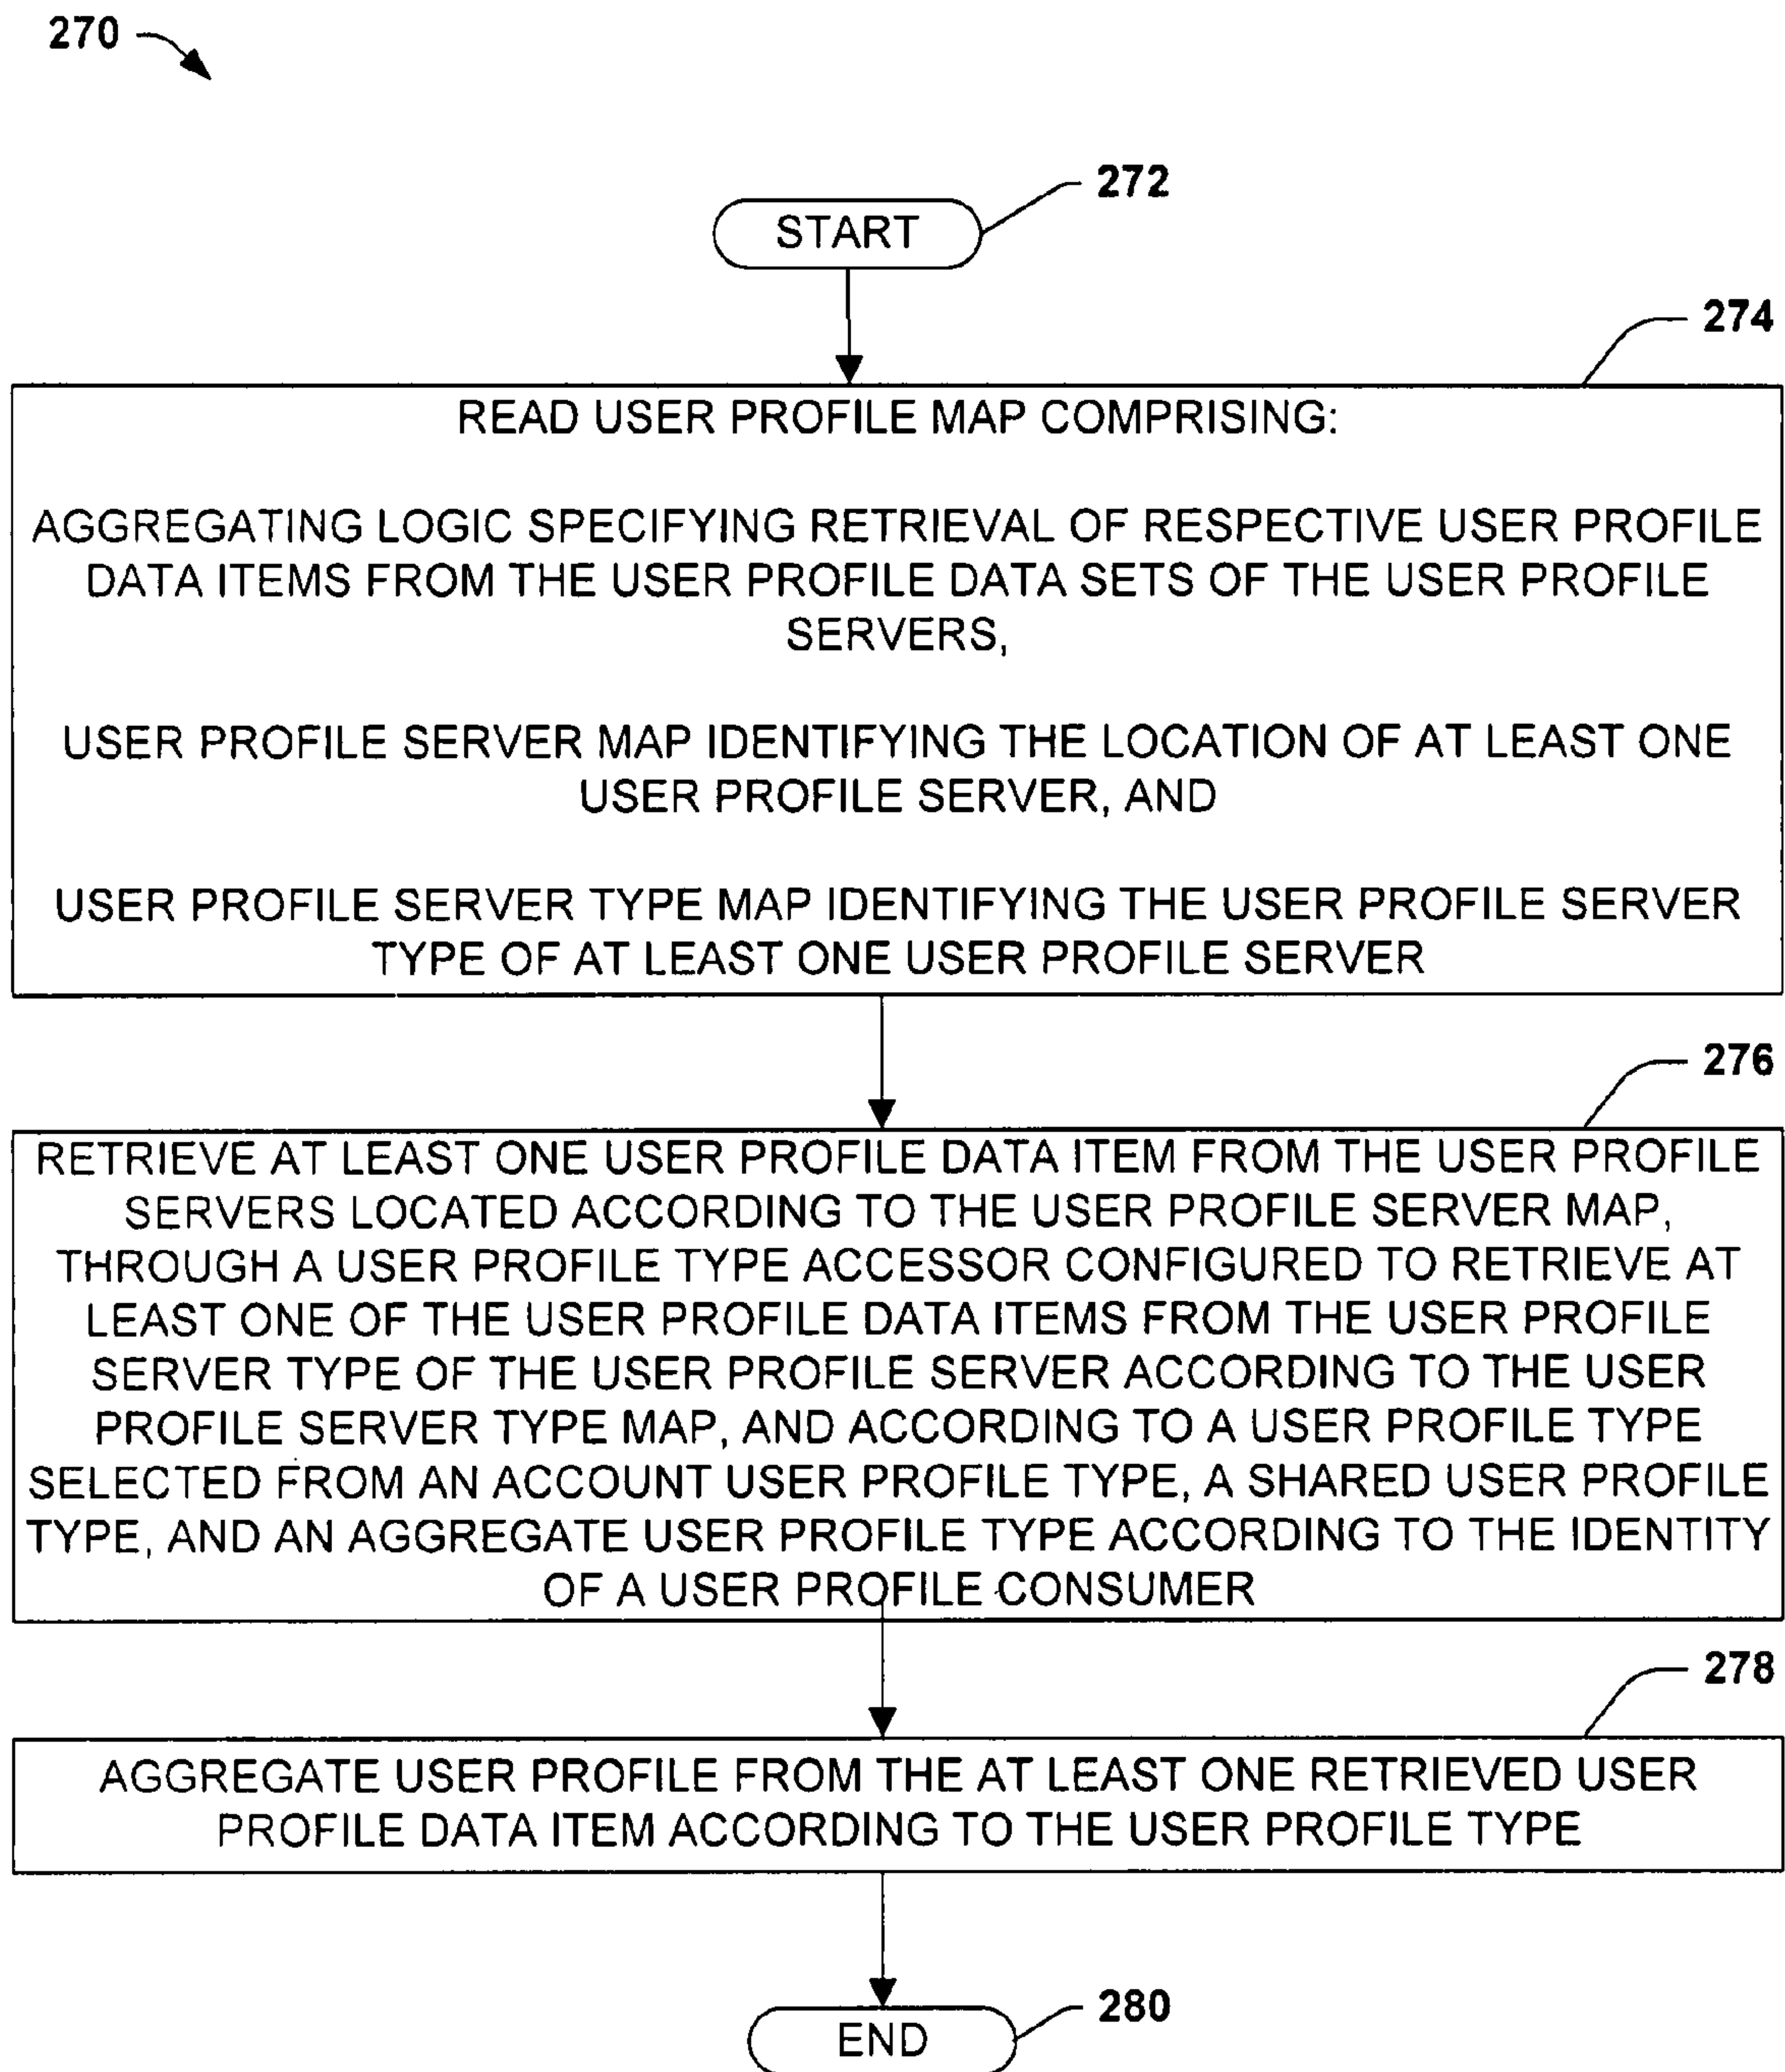 270
272
START
274
READ USER PROFILE MAP COMPRISING:
AGGREGATING LOGIC SPECIFYING RETRIEVAL OF RESPECTIVE USER PROFILE
DATA ITEMS FROM THE USER PROFILE DATA SETS OF THE USER PROFILE
SERVERS,
USER PROFILE SERVER MAP IDENTIFYING THE LOCATION OF AT LEAST ONE
USER PROFILE SERVER, AND
USER PROFILE SERVER TYPE MAP IDENTIFYING THE USER PROFILE SERVER
TYPE OF AT LEAST ONE USER PROFILE SERVER
276
RETRIEVE AT LEAST ONE USER PROFILE DATA ITEM FROM THE USER PROFILE
SERVERS LOCATED ACCORDING TO THE USER PROFILE SERVER MAP,
THROUGH A USER PROFILE TYPE ACCESSOR CONFIGURED TO RETRIEVE AT
LEAST ONE OF THE USER PROFILE DATA ITEMS FROM THE USER PROFILE
SERVER TYPE OF THE USER PROFILE SERVER ACCORDING TO THE USER
PROFILE SERVER TYPE MAP, AND ACCORDING TO A USER PROFILE TYPE
SELECTED FROM AN ACCOUNT USER PROFILE TYPE, A SHARED USER PROFILE
TYPE, AND AN AGGREGATE USER PROFILE TYPE ACCORDING TO THE IDENTITY
OF A USER PROFILE CONSUMER
278
AGGREGATE USER PROFILE FROM THE AT LEAST ONE RETRIEVED USER
PROFILE DATA ITEM ACCORDING TO THE USER PROFILE TYPE
280
END